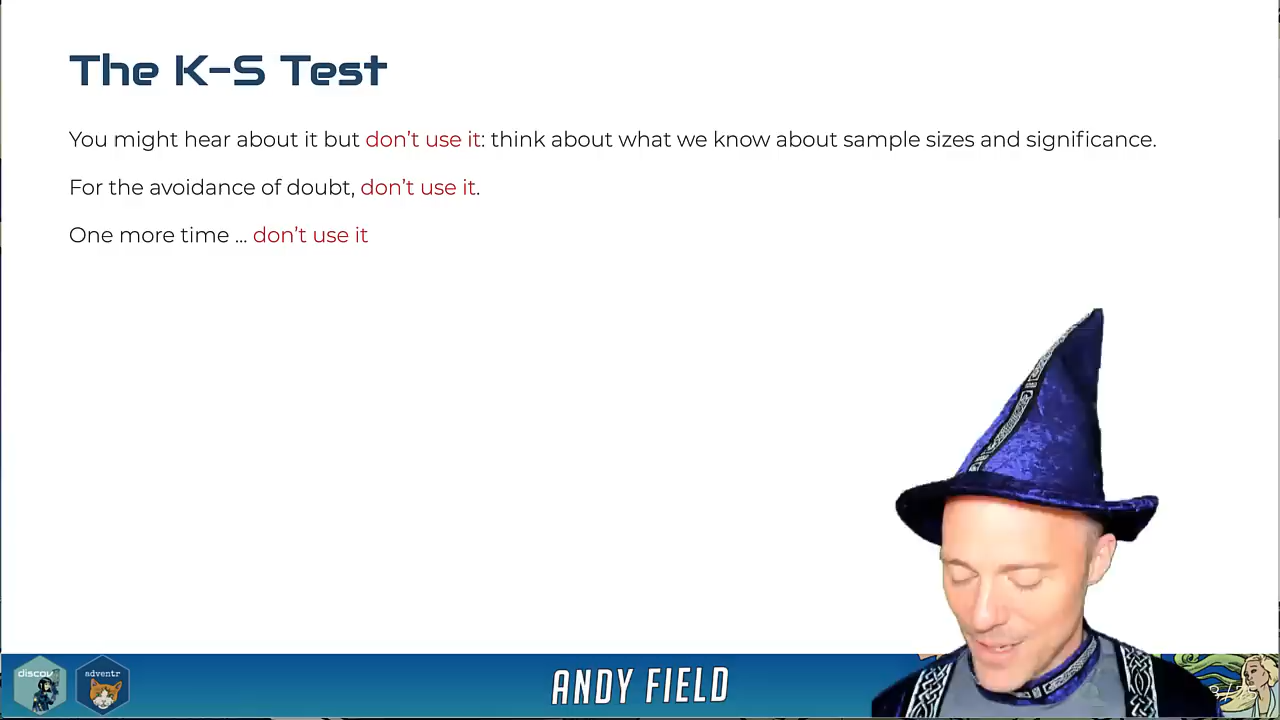 The K-S Test
You might hear about it but don't use it: think about what we know about sample sizes and significance.
For the avoidance of doubt, don't use it.
One more time ... don't use it
discov
adventr
ANDY FIELD